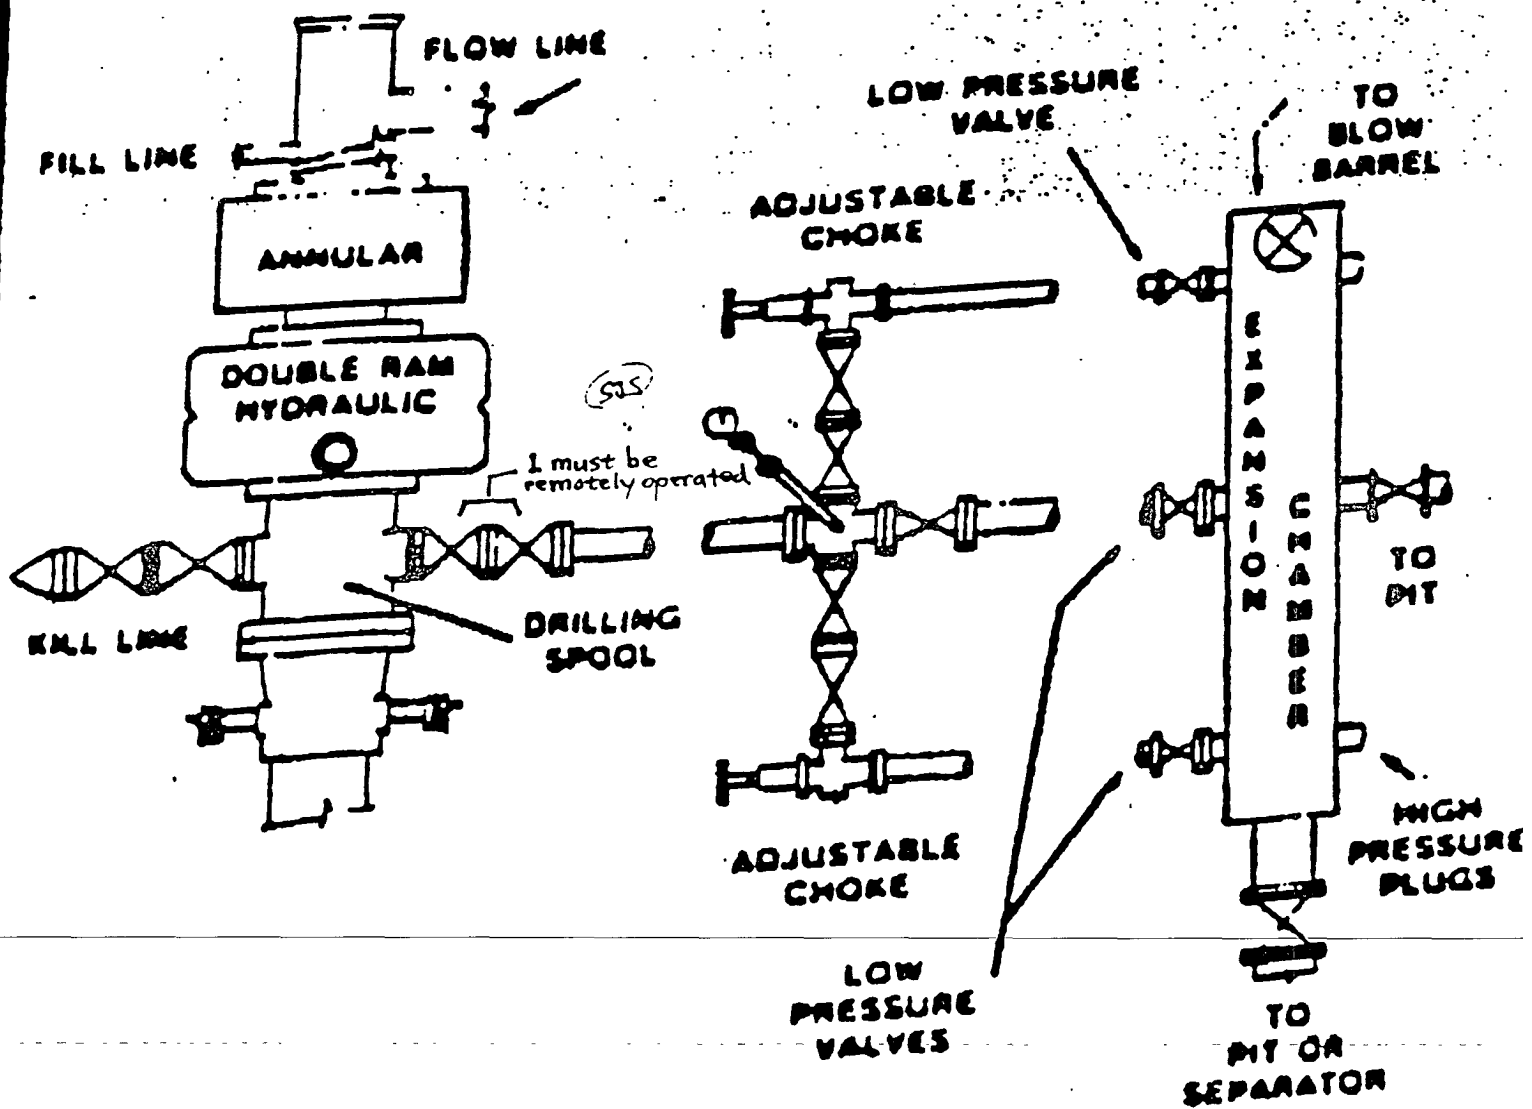 FLOW LINE
FILL LINE
ANNULAR
DOUBLE RAM
HYDRAULIC
SJS
1 must be
remotely operated
KILL LINE
DRILLING
SPOOL
ADJUSTABLE
CHOKE
ADJUSTABLE
CHOKE
LOW PRESSURE
VALVE
TO
BLOW
BARREL
EXPANSION
CHAMBER
TO
PIT
HIGH
PRESSURE
PLUGS
LOW
PRESSURE
VALVES
TO
PIT OR
SEPARATOR